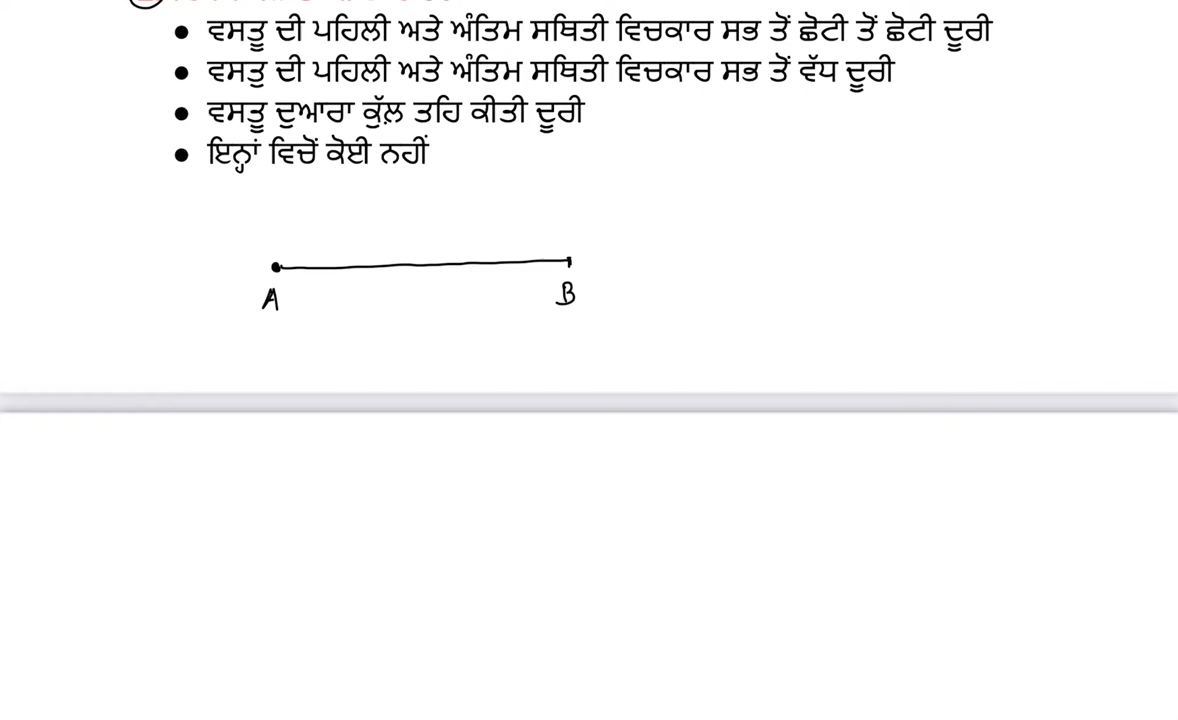 • ਵਸਤੂ ਦੀ ਪਹਿਲੀ ਅਤੇ ਅੰਤਿਮ ਸਥਿਤੀ ਵਿਚਕਾਰ ਸਭ ਤੋਂ ਛੋਟੀ ਤੋਂ ਛੋਟੀ ਦੂਰੀ
• ਵਸਤੁ ਦੀ ਪਹਿਲੀ ਅਤੇ ਅੰਤਿਮ ਸਥਿਤੀ ਵਿਚਕਾਰ ਸਭ ਤੋਂ ਵੱਧ ਦੂਰੀ
• ਵਸਤੂ ਦੁਆਰਾ ਕੁੱਲ ਤਹਿ ਕੀਤੀ ਦੂਰੀ
• ਇਨ੍ਹਾਂ ਵਿਚੋਂ ਕੋਈ ਨਹੀਂ
A B